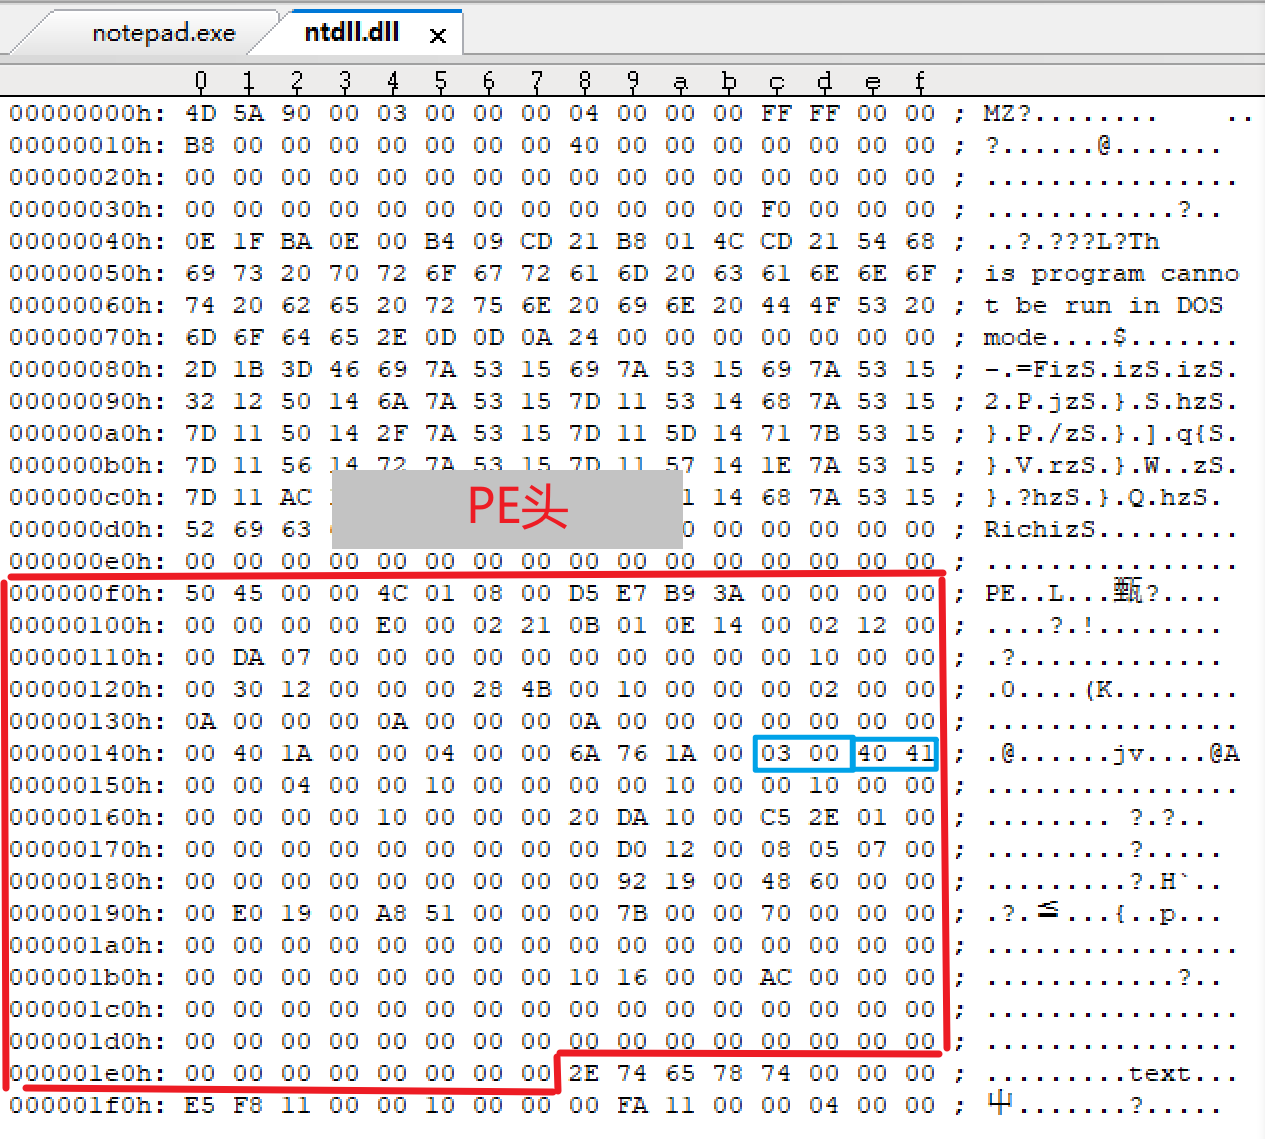 notepad.exe ntdll.dll x
0 1 2 3 4 5 6 7 8 9 a b c d e f
00000000h: 4D 5A 90 00 03 00 00 00 04 00 00 00 FF FF 00 00 ; MZ?........ ..
00000010h: B8 00 00 00 00 00 00 00 40 00 00 00 00 00 00 00 ; ?......@.......
00000020h: 00 00 00 00 00 00 00 00 00 00 00 00 00 00 00 00 ; ................
00000030h: 00 00 00 00 00 00 00 00 00 00 00 00 F0 00 00 00 ; ............?..
00000040h: 0E 1F BA 0E 00 B4 09 CD 21 B8 01 4C CD 21 54 68 ; ..?.???L?Th
00000050h: 69 73 20 70 72 6F 67 72 61 6D 20 63 61 6E 6E 6F ; is program canno
00000060h: 74 20 62 65 20 72 75 6E 20 69 6E 20 44 4F 53 20 ; t be run in DOS
00000070h: 6D 6F 64 65 2E 0D 0D 0A 24 00 00 00 00 00 00 00 ; mode....$.......
00000080h: 2D 1B 3D 46 69 7A 53 15 69 7A 53 15 69 7A 53 15 ; -.=FizS.izS.izS.
00000090h: 32 12 50 14 6A 7A 53 15 7D 11 53 14 68 7A 53 15 ; 2.P.jzS.}.S.hzS.
000000a0h: 7D 11 50 14 2F 7A 53 15 7D 11 5D 14 71 7B 53 15 ; }.P./zS.}.].q{S.
000000b0h: 7D 11 56 14 72 7A 53 15 7D 11 57 14 1E 7A 53 15 ; }.V.rzS.}.W..zS.
000000c0h: 7D 11 AC PE头 14 68 7A 53 15 ; }.?hzS.}.Q.hzS.
000000d0h: 52 69 63 00 00 00 00 00 ; RichizS.........
000000e0h: 00 00 00 00 00 00 00 00 00 00 00 00 00 00 00 00 ; ................
000000f0h: 50 45 00 00 4C 01 08 00 D5 E7 B9 3A 00 00 00 00 ; PE..L...甄?....
00000100h: 00 00 00 00 E0 00 02 21 0B 01 0E 14 00 02 12 00 ; ....?.!........
00000110h: 00 DA 07 00 00 00 00 00 00 00 00 00 00 10 00 00 ; .?.............
00000120h: 00 30 12 00 00 00 28 4B 00 10 00 00 00 02 00 00 ; .0....(K........
00000130h: 0A 00 00 00 0A 00 00 00 0A 00 00 00 00 00 00 00 ; ................
00000140h: 00 40 1A 00 00 04 00 00 6A 76 1A 00 03 00 40 41 ; .@......jv....@A
00000150h: 00 00 04 00 00 10 00 00 00 00 10 00 00 10 00 00 ; ................
00000160h: 00 00 00 00 10 00 00 00 20 DA 10 00 C5 2E 01 00 ; ........ ?.?..
00000170h: 00 00 00 00 00 00 00 00 00 D0 12 00 08 05 07 00 ; .........?.....
00000180h: 00 00 00 00 00 00 00 00 00 92 19 00 48 60 00 00 ; .........?.H`..
00000190h: 00 E0 19 00 A8 51 00 00 00 7B 00 00 70 00 00 00 ; .?.≦...{..p...
000001a0h: 00 00 00 00 00 00 00 00 00 00 00 00 00 00 00 00 ; ................
000001b0h: 00 00 00 00 00 00 00 00 10 16 00 00 AC 00 00 00 ; ............?..
000001c0h: 00 00 00 00 00 00 00 00 00 00 00 00 00 00 00 00 ; ................
000001d0h: 00 00 00 00 00 00 00 00 00 00 00 00 00 00 00 00 ; ................
000001e0h: 00 00 00 00 00 00 00 00 2E 74 65 78 74 00 00 00 ; .........text...
000001f0h: E5 F8 11 00 00 10 00 00 00 FA 11 00 00 04 00 00 ; .......?.....